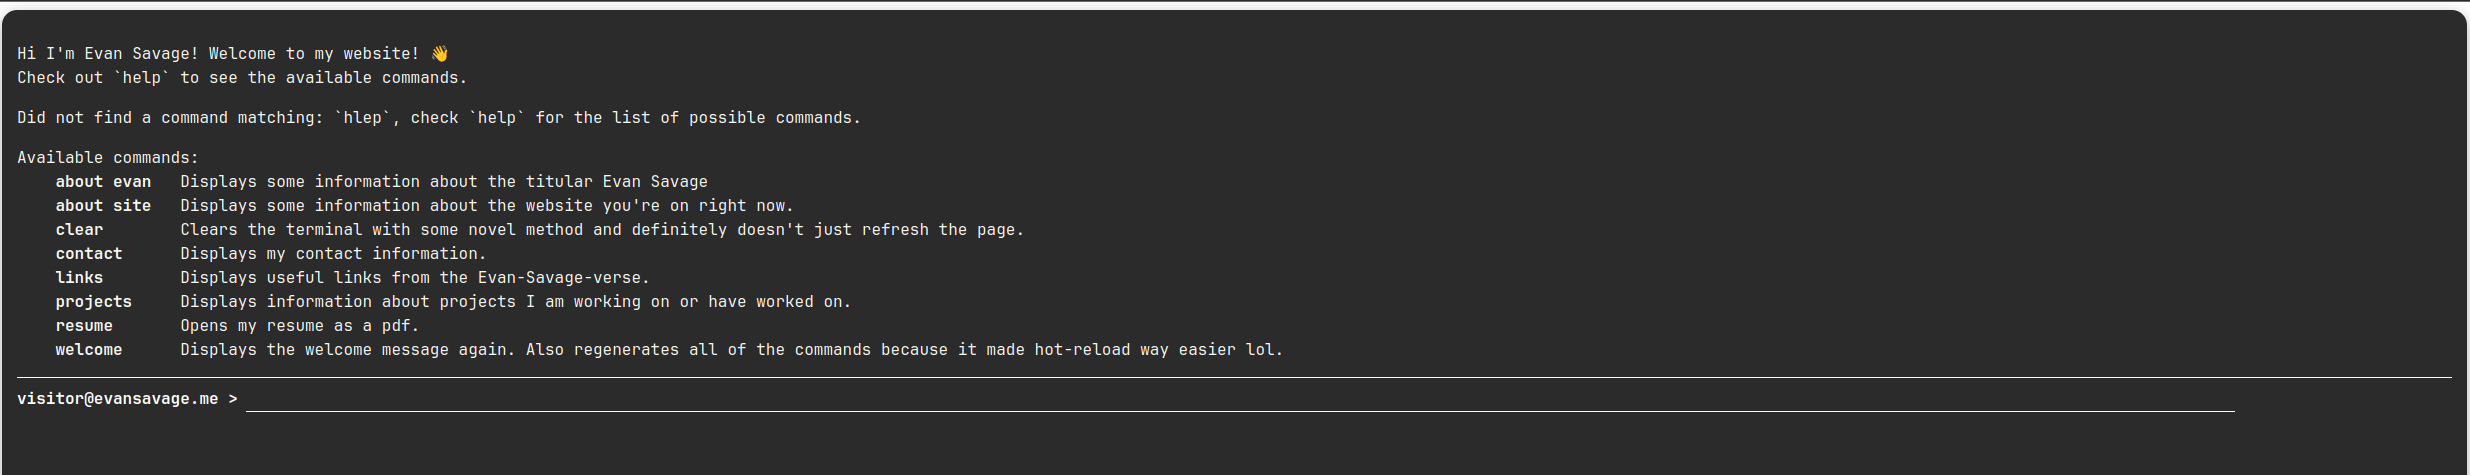 Hi I'm Evan Savage! Welcome to my website! 👋
Check out `help` to see the available commands.
Did not find a command matching: `hlep`, check `help` for the list of possible commands.
Available commands:
about evan Displays some information about the titular Evan Savage
about site Displays some information about the website you're on right now.
clear Clears the terminal with some novel method and definitely doesn't just refresh the page.
contact Displays my contact information.
links Displays useful links from the Evan-Savage-verse.
projects Displays information about projects I am working on or have worked on.
resume Opens my resume as a pdf.
welcome Displays the welcome message again. Also regenerates all of the commands because it made hot-reload way easier lol.
visitor@evansavage.me >